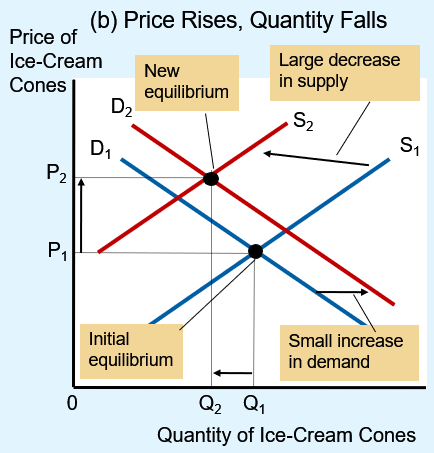 (b) Price Rises, Quantity Falls
Price of
Ice-Cream
Cones
New
equilibrium
Large decrease
in supply
D2
S2
D1
S1
P2
P1
Initial
equilibrium
Small increase
in demand
0
Q2
Q1
Quantity of Ice-Cream Cones